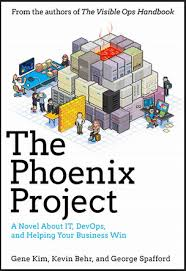 From the authors of The Visible Ops Handbook
The
Phoenix
Project
A Novel About IT, DevOps,
and Helping Your Business Win
Gene Kim, Kevin Behr, and George Spafford